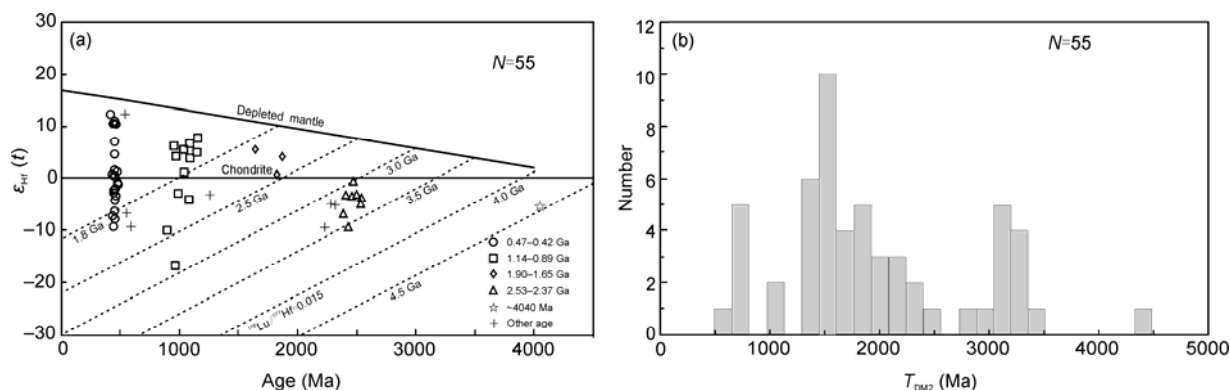 (a)
N=55
30
20
10
0
−10
−20
−30
εHf (t)
Depleted mantle
Chondrite
1.8 Ga
2.5 Ga
3.0 Ga
3.5 Ga
4.0 Ga
4.5 Ga
Lu/ Hf=0.015
0.47–0.42 Ga
1.14–0.89 Ga
1.90–1.65 Ga
2.53–2.37 Ga
~4040 Ma
Other age
0 1000 2000 3000 4000
Age (Ma)
(b)
N=55
12
10
8
6
4
2
0
Number
0 1000 2000 3000 4000 5000
TDM2 (Ma)